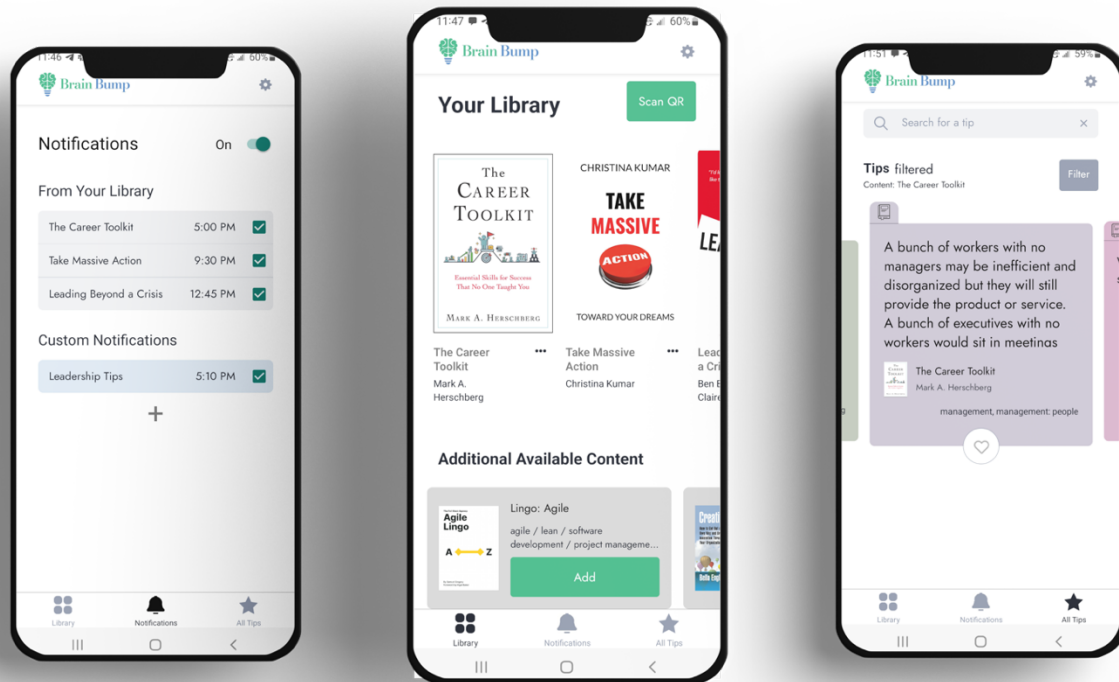 11:46
60%
Brain Bump
Notifications
On
From Your Library
The Career Toolkit 5:00 PM
Take Massive Action 9:30 PM
Leading Beyond a Crisis 12:45 PM
Custom Notifications
Leadership Tips 5:10 PM
+
Library Notifications All Tips
11:47
60%
Brain Bump
Your Library
Scan QR
The
CAREER
TOOLKIT
Essential Skills for Success
That No One Taught You
MARK A. HERSCHBERG
CHRISTINA KUMAR
TAKE
MASSIVE
ACTION
TOWARD YOUR DREAMS
The Career
Toolkit
Mark A.
Herschberg
Take Massive
Action
Christina Kumar
Additional Available Content
Agile
Lingo
A Z
Lingo: Agile
agile / lean / software
development / project manageme...
Add
Library Notifications All Tips
11:51
59%
Brain Bump
Search for a tip
Tips filtered
Content: The Career Toolkit
Filter
A bunch of workers with no
managers may be inefficient and
disorganized but they will still
provide the product or service.
A bunch of executives with no
workers would sit in meetings
The Career Toolkit
Mark A. Herschberg
management, management: people
Library Notifications All Tips